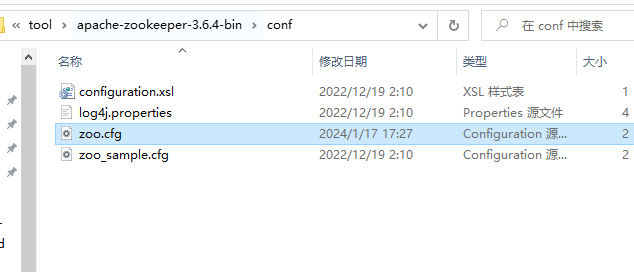 « tool › apache-zookeeper-3.6.4-bin › conf 在 conf 中搜索
名称 修改日期 类型 大小
configuration.xsl 2022/12/19 2:10 XSL 样式表 1
log4j.properties 2022/12/19 2:10 Properties 源文件 4
zoo.cfg 2024/1/17 17:27 Configuration 源... 2
zoo_sample.cfg 2022/12/19 2:10 Configuration 源... 2